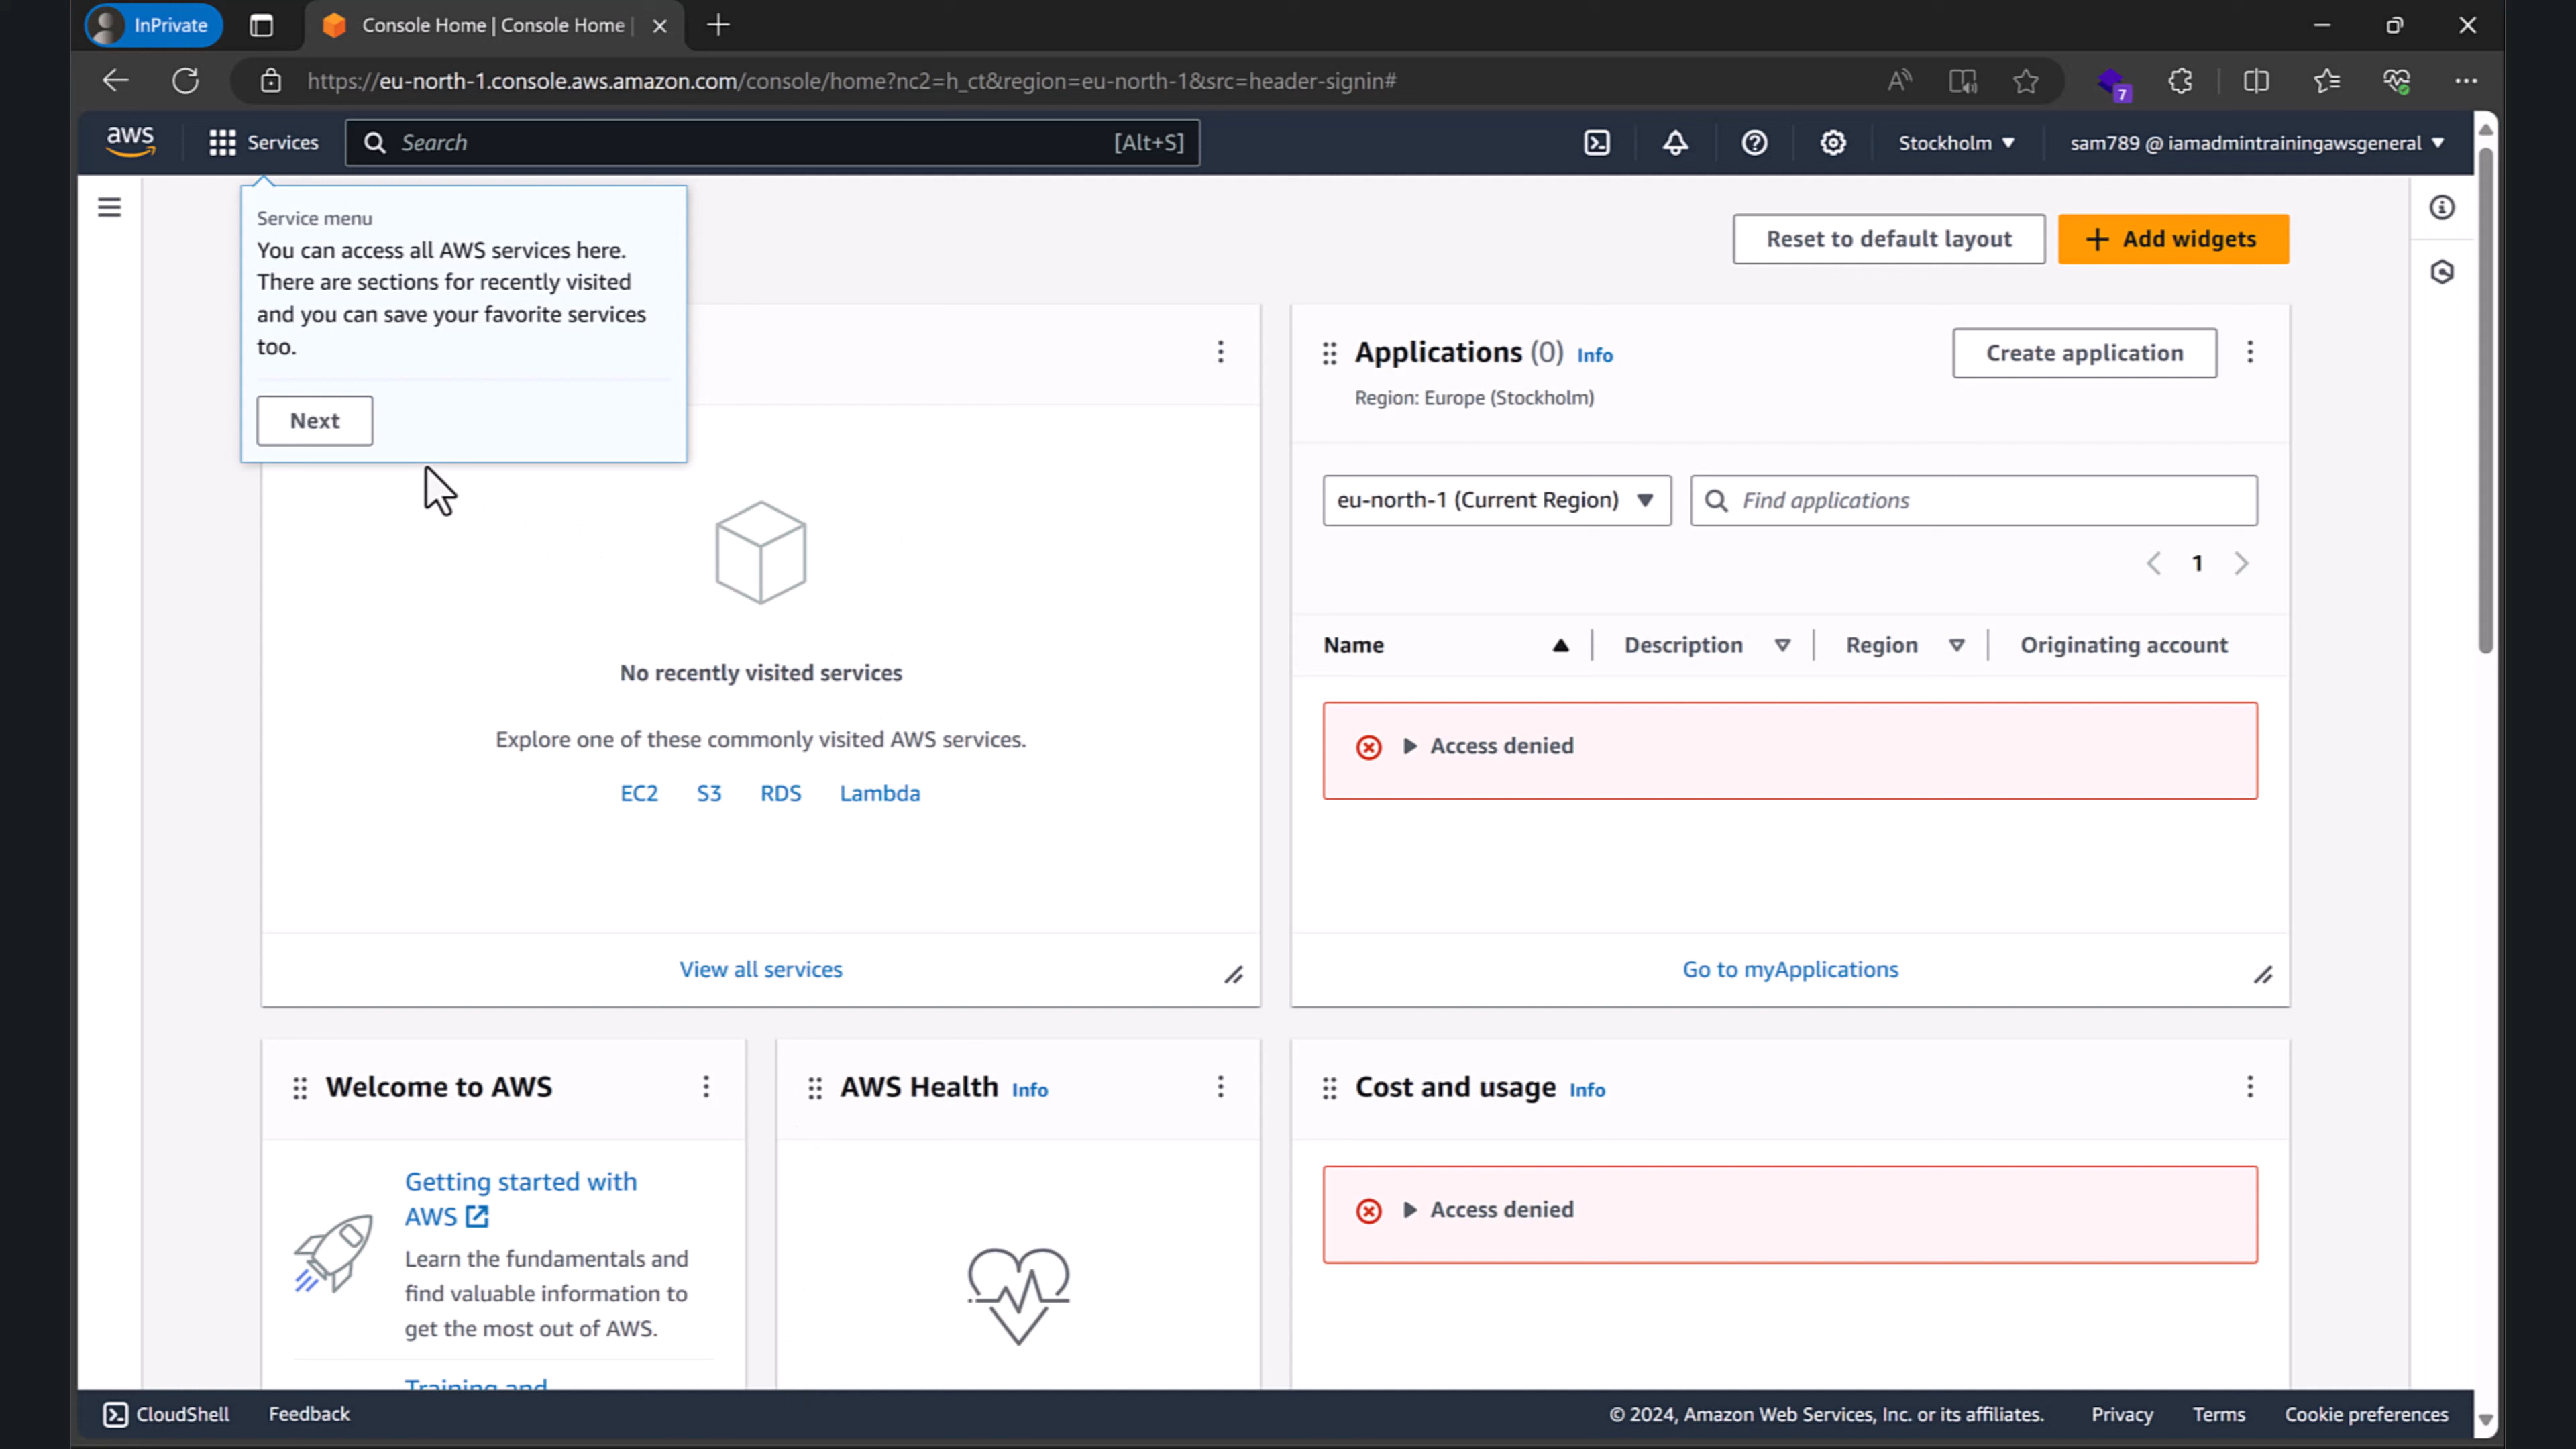 InPrivate
Console Home | Console Home |
https://eu-north-1.console.aws.amazon.com/console/home?nc2=h_ct&region=eu-north-1&src=header-signin#
7
aws
Services
Search
[Alt+S]
Stockholm
sam789 @ iamadmintrainingawsgeneral
Service menu
You can access all AWS services here.
There are sections for recently visited
and you can save your favorite services
too.
Next
Reset to default layout
Add widgets
Applications (0) Info
Region: Europe (Stockholm)
Create application
eu-north-1 (Current Region)
Find applications
1
Name
Description
Region
Originating account
Access denied
No recently visited services
Explore one of these commonly visited AWS services.
EC2 S3 RDS Lambda
View all services
Go to myApplications
Welcome to AWS
Getting started with
AWS
Learn the fundamentals and
find valuable information to
get the most out of AWS.
Training and
AWS Health Info
Cost and usage Info
Access denied
CloudShell
Feedback
© 2024, Amazon Web Services, Inc. or its affiliates.
Privacy
Terms
Cookie preferences